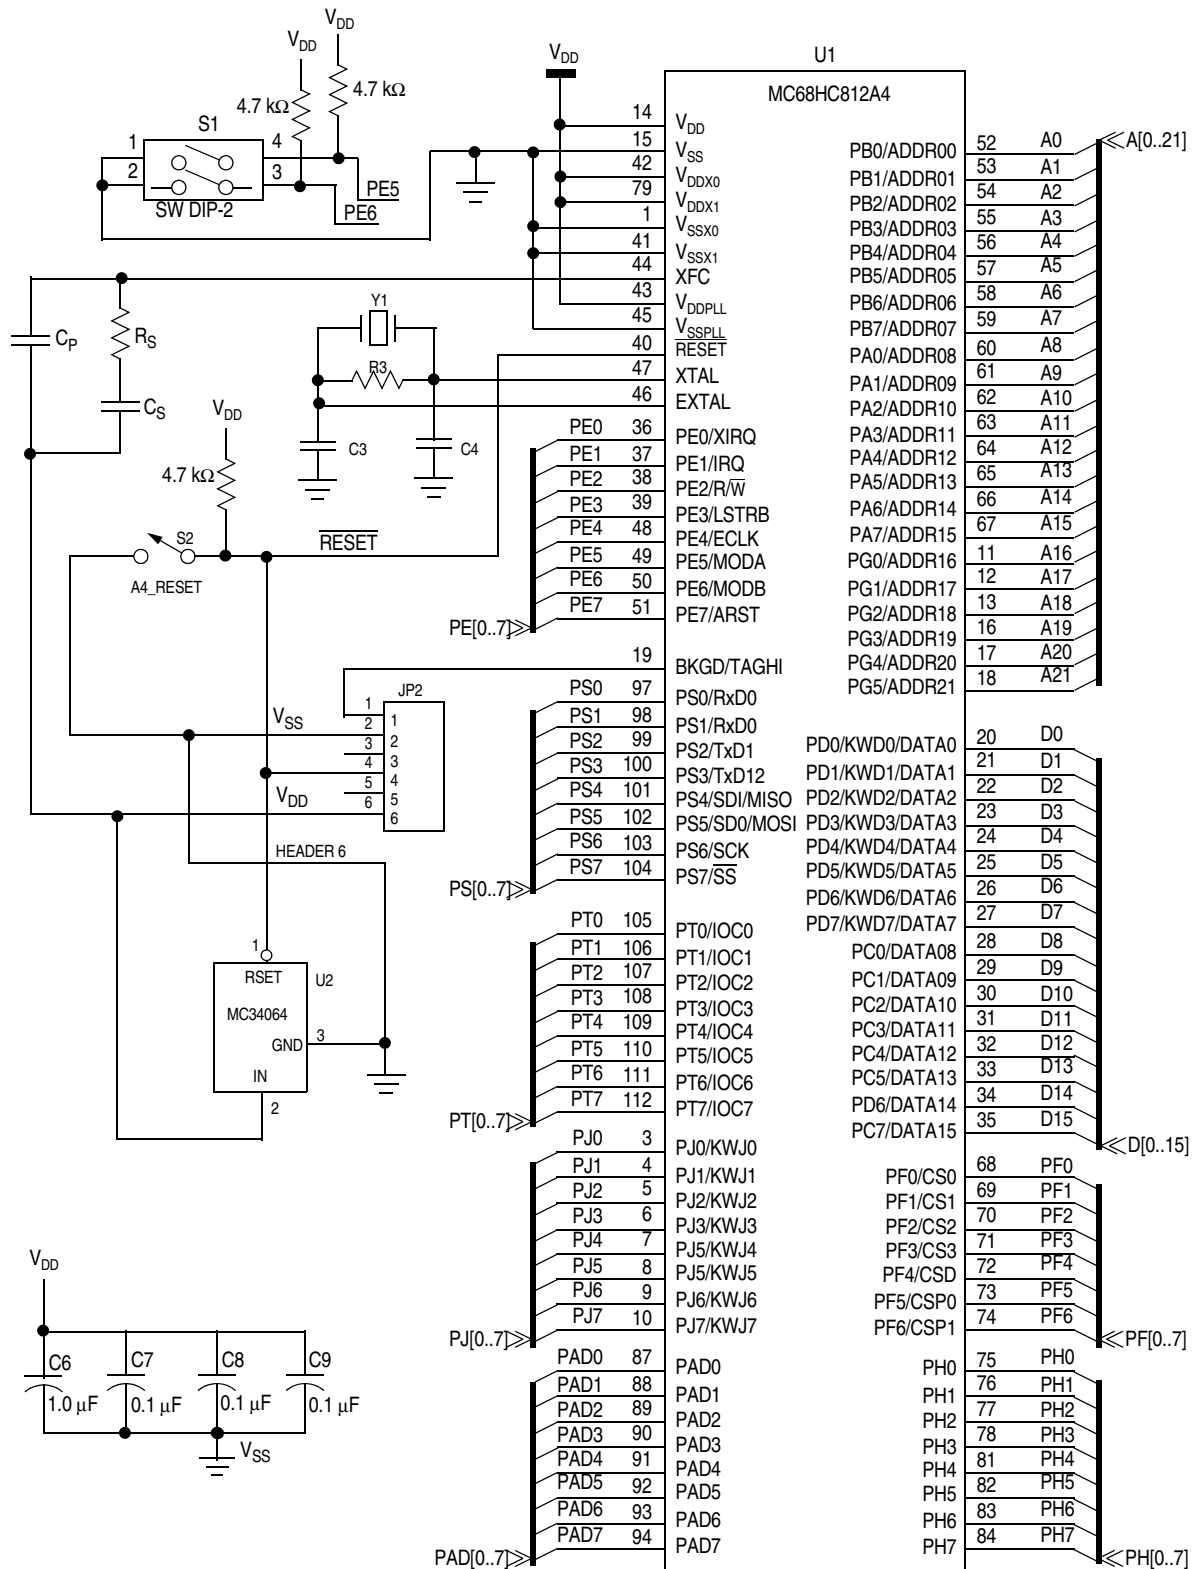 VDD
VDD
4.7 kΩ
4.7 kΩ
S1
1
2
4
3
SW DIP-2
PE5
PE6
VDD
U1
MC68HC812A4
14 VDD
15 VSS
42 VDDX0
79 VDDX1
1 VSSX0
41 VSSX1
44 XFC
43 VDDPLL
45 VSSPLL
40 RESET
47 XTAL
46 EXTAL
CP
RS
CS
Y1
R3
C3
C4
VDD
4.7 kΩ
S2
A4_RESET
RESET
PE0 36 PE0/XIRQ
PE1 37 PE1/IRQ
PE2 38 PE2/R/W
PE3 39 PE3/LSTRB
PE4 48 PE4/ECLK
PE5 49 PE5/MODA
PE6 50 PE6/MODB
PE7 51 PE7/ARST
PE[0..7]
19 BKGD/TAGHI
JP2
1 1
2 2
3 3
4 4
5 5
6 6
VSS
VDD
HEADER 6
PS0 97 PS0/RxD0
PS1 98 PS1/RxD0
PS2 99 PS2/TxD1
PS3 100 PS3/TxD12
PS4 101 PS4/SDI/MISO
PS5 102 PS5/SD0/MOSI
PS6 103 PS6/SCK
PS7 104 PS7/SS
PS[0..7]
1
RSET
U2
MC34064
GND 3
IN
2
PT0 105 PT0/IOC0
PT1 106 PT1/IOC1
PT2 107 PT2/IOC2
PT3 108 PT3/IOC3
PT4 109 PT4/IOC4
PT5 110 PT5/IOC5
PT6 111 PT6/IOC6
PT7 112 PT7/IOC7
PT[0..7]
PJ0 3 PJ0/KWJ0
PJ1 4 PJ1/KWJ1
PJ2 5 PJ2/KWJ2
PJ3 6 PJ3/KWJ3
PJ4 7 PJ5/KWJ4
PJ5 8 PJ5/KWJ5
PJ6 9 PJ6/KWJ6
PJ7 10 PJ7/KWJ7
PJ[0..7]
PAD0 87 PAD0
PAD1 88 PAD1
PAD2 89 PAD2
PAD3 90 PAD3
PAD4 91 PAD4
PAD5 92 PAD5
PAD6 93 PAD6
PAD7 94 PAD7
PAD[0..7]
VDD
C6
1.0 µF
C7
0.1 µF
C8
0.1 µF
C9
0.1 µF
VSS
PB0/ADDR00 52 A0
A[0..21]
PB1/ADDR01 53 A1
PB2/ADDR02 54 A2
PB3/ADDR03 55 A3
PB4/ADDR04 56 A4
PB5/ADDR05 57 A5
PB6/ADDR06 58 A6
PB7/ADDR07 59 A7
PA0/ADDR08 60 A8
PA1/ADDR09 61 A9
PA2/ADDR10 62 A10
PA3/ADDR11 63 A11
PA4/ADDR12 64 A12
PA5/ADDR13 65 A13
PA6/ADDR14 66 A14
PA7/ADDR15 67 A15
PG0/ADDR16 11 A16
PG1/ADDR17 12 A17
PG2/ADDR18 13 A18
PG3/ADDR19 16 A19
PG4/ADDR20 17 A20
PG5/ADDR21 18 A21
PD0/KWD0/DATA0 20 D0
PD1/KWD1/DATA1 21 D1
PD2/KWD2/DATA2 22 D2
PD3/KWD3/DATA3 23 D3
PD4/KWD4/DATA4 24 D4
PD5/KWD5/DATA5 25 D5
PD6/KWD6/DATA6 26 D6
PD7/KWD7/DATA7 27 D7
PC0/DATA08 28 D8
PC1/DATA09 29 D9
PC2/DATA10 30 D10
PC3/DATA11 31 D11
PC4/DATA12 32 D12
PC5/DATA13 33 D13
PD6/DATA14 34 D14
PC7/DATA15 35 D15
D[0..15]
PF0/CS0 68 PF0
PF1/CS1 69 PF1
PF2/CS2 70 PF2
PF3/CS3 71 PF3
PF4/CSD 72 PF4
PF5/CSP0 73 PF5
PF6/CSP1 74 PF6
PF[0..7]
PH0 75 PH0
PH1 76 PH1
PH2 77 PH2
PH3 78 PH3
PH4 81 PH4
PH5 82 PH5
PH6 83 PH6
PH7 84 PH7
PH[0..7]